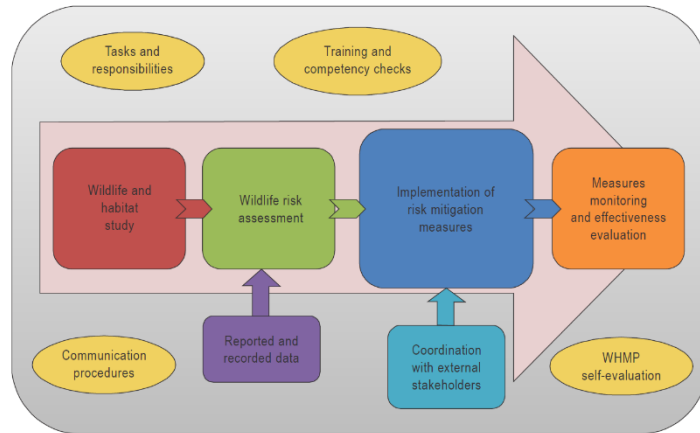 Tasks and
responsibilities
Training and
competency checks
Wildlife and
habitat
study
Wildlife risk
assessment
Implementation of
risk mitigation
measures
Measures
monitoring
and effectiveness
evaluation
Reported and
recorded data
Coordination
with external
stakeholders
Communication
procedures
WHMP
self-evaluation